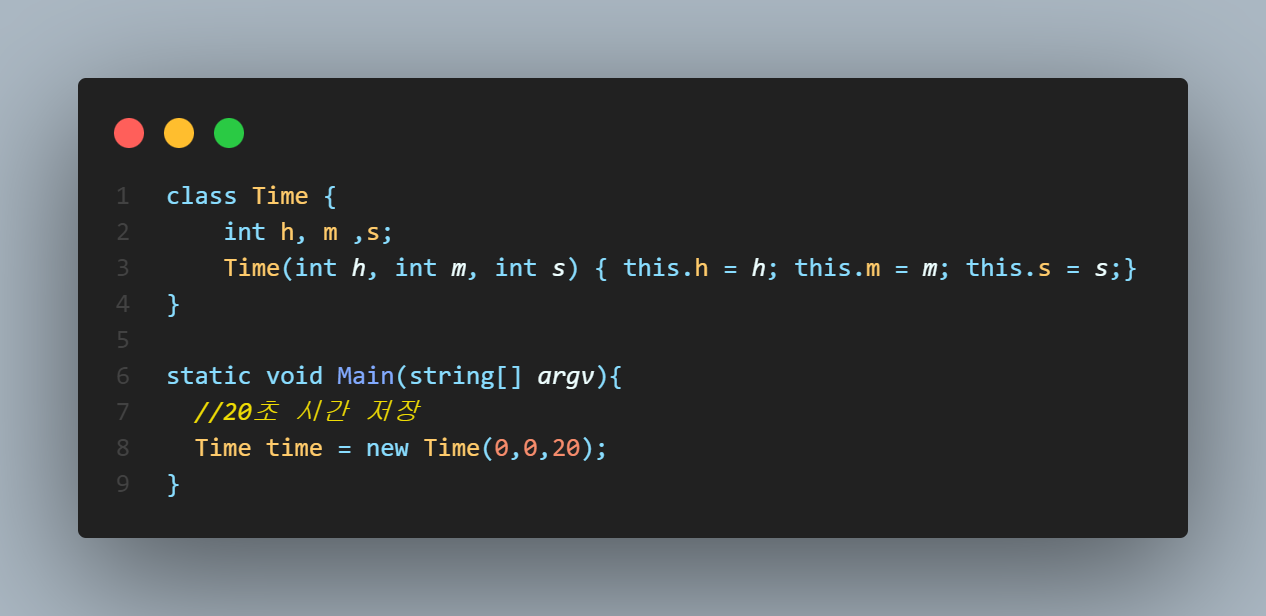 1 class Time {
2 int h, m ,s;
3 Time(int h, int m, int s) { this.h = h; this.m = m; this.s = s;}
4 }
5
6 static void Main(string[] argv){
7 //20초 시간 저장
8 Time time = new Time(0,0,20);
9 }